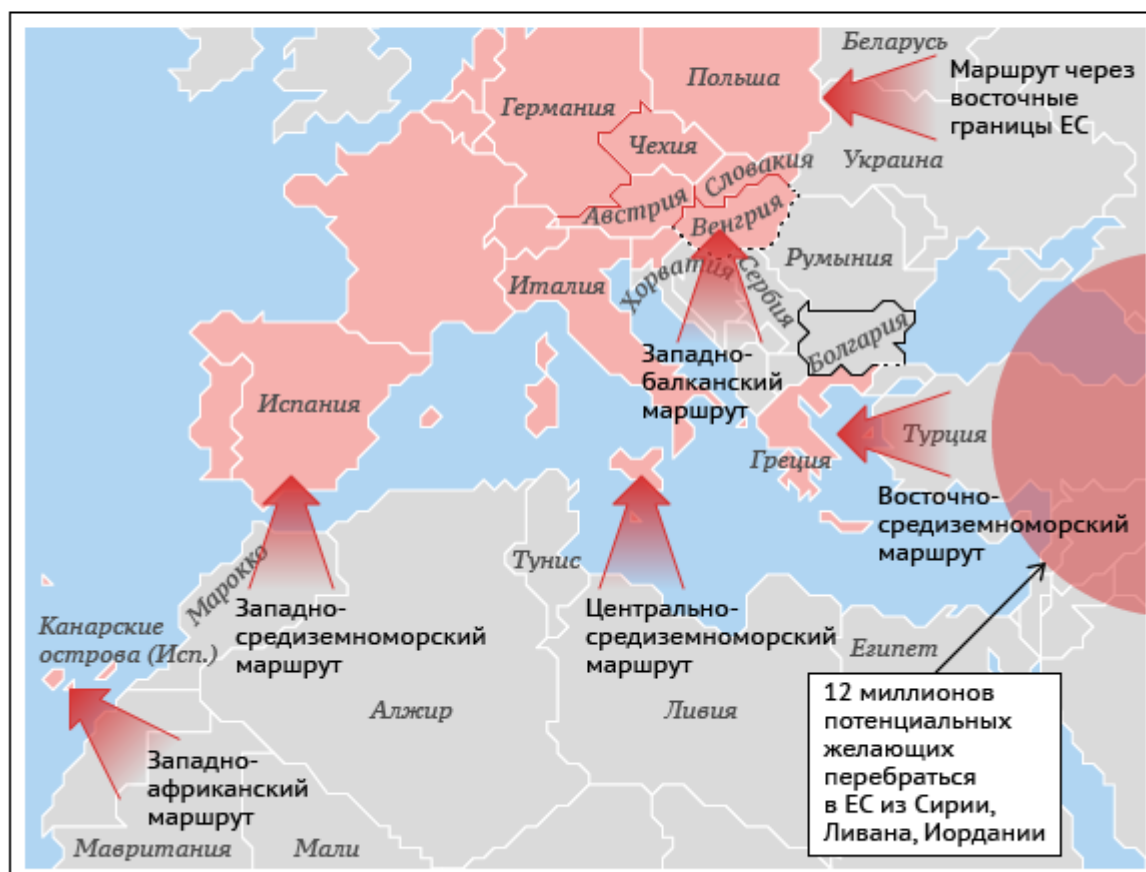 Беларусь
Польша
Маршрут через
восточные
границы ЕС
Германия
Чехия
Украина
Словакия
Австрия
Венгрия
Румыния
Италия
Хорватия
Сербия
Болгария
Западно-
балканский
маршрут
Испания
Турция
Греция
Восточно-
средиземноморский
маршрут
Тунис
Марокко
Западно-
средиземноморский
маршрут
Центрально-
средиземноморский
маршрут
Канарские
острова (Исп.)
Египет
Алжир
Ливия
12 миллионов
потенциальных
желающих
перебраться
в ЕС из Сирии,
Ливана, Иордании
Западно-
африканский
маршрут
Мавритания
Мали